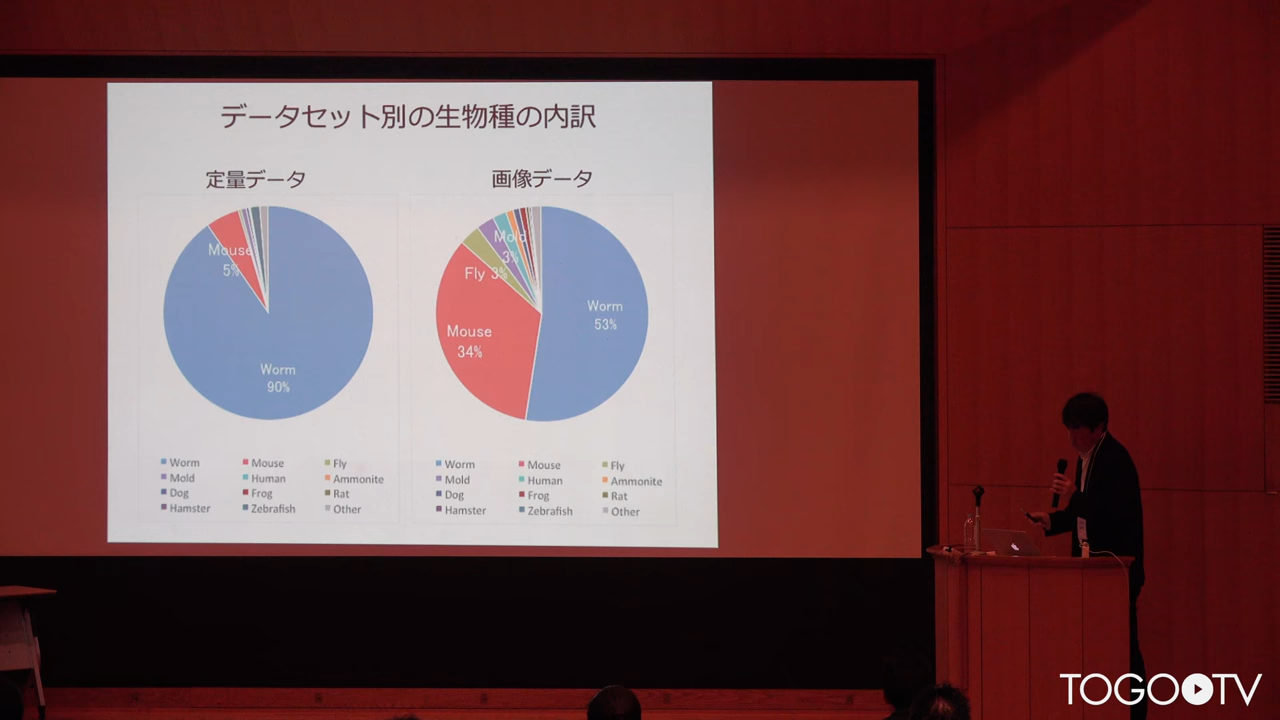 データセット別の生物種の内訳
定量データ
Mouse
5%
Worm
90%
Worm Mouse Fly
Mold Human Ammonite
Dog Frog Rat
Hamster Zebrafish Other
画像データ
Mold
3%
Fly 3%
Worm
53%
Mouse
34%
Worm Mouse Fly
Mold Human Ammonite
Dog Frog Rat
Hamster Zebrafish Other
TOGO TV